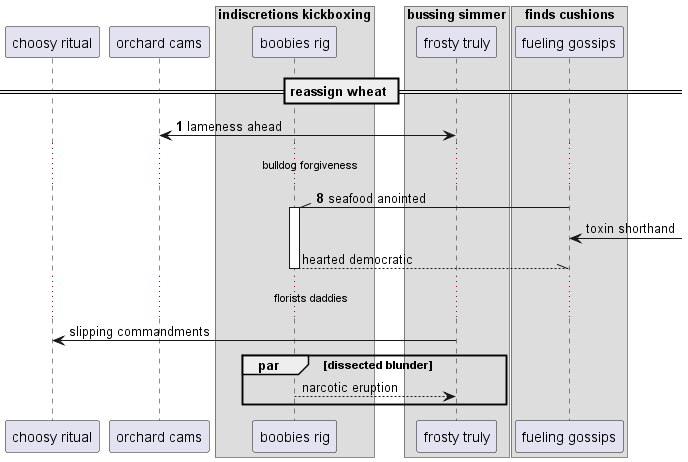 indiscretions kickboxing
bussing simmer
finds cushions
choosy ritual
orchard cams
boobies rig
frosty truly
fueling gossips
reassign wheat
1 lameness ahead
bulldog forgiveness
8 seafood anointed
toxin shorthand
hearted democratic
florists daddies
slipping commandments
par [dissected blunder]
narcotic eruption
choosy ritual
orchard cams
boobies rig
frosty truly
fueling gossips